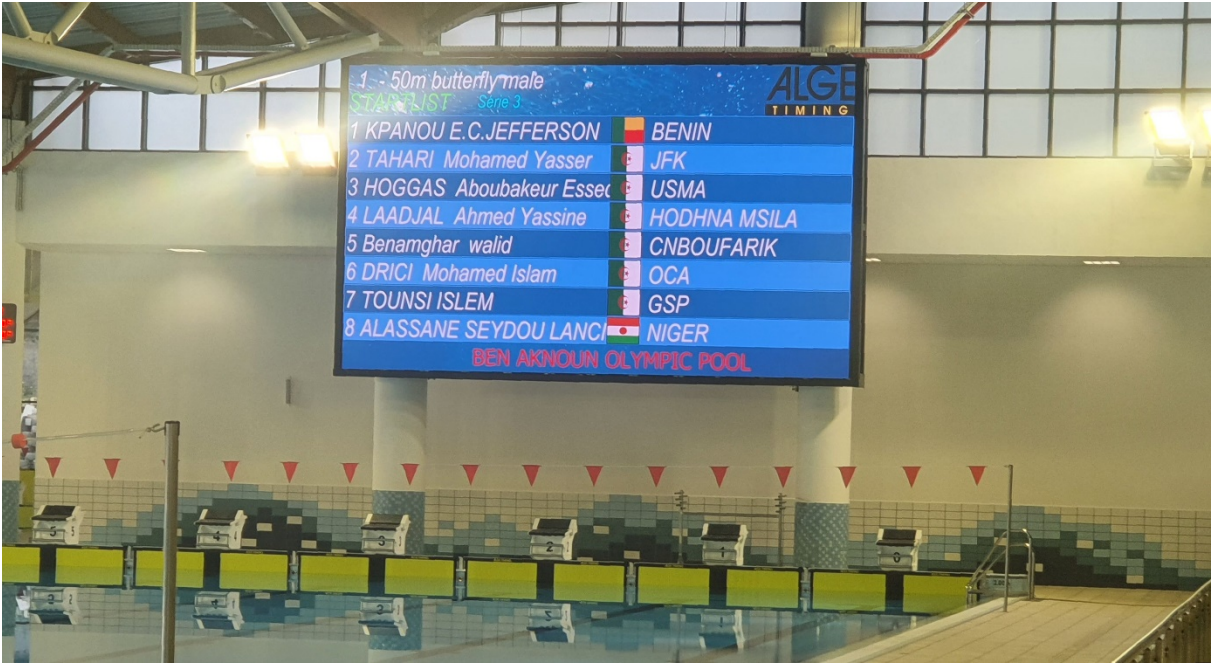 1 - 50m butterfly male
STARTLIST Serie 3
ALGE
TIMING
1 KPANOU E.C.JEFFERSON BENIN
2 TAHARI Mohamed Yasser JFK
3 HOGGAS Aboubakeur Essed USMA
4 LAADJAL Ahmed Yassine HODHNA MSILA
5 Benamghar walid CNBOUFARIK
6 DRICI Mohamed Islam OCA
7 TOUNSI ISLEM GSP
8 ALASSANE SEYDOU LANCI NIGER
BEN AKNOUN OLYMPIC POOL
5 4 3 2 1 0